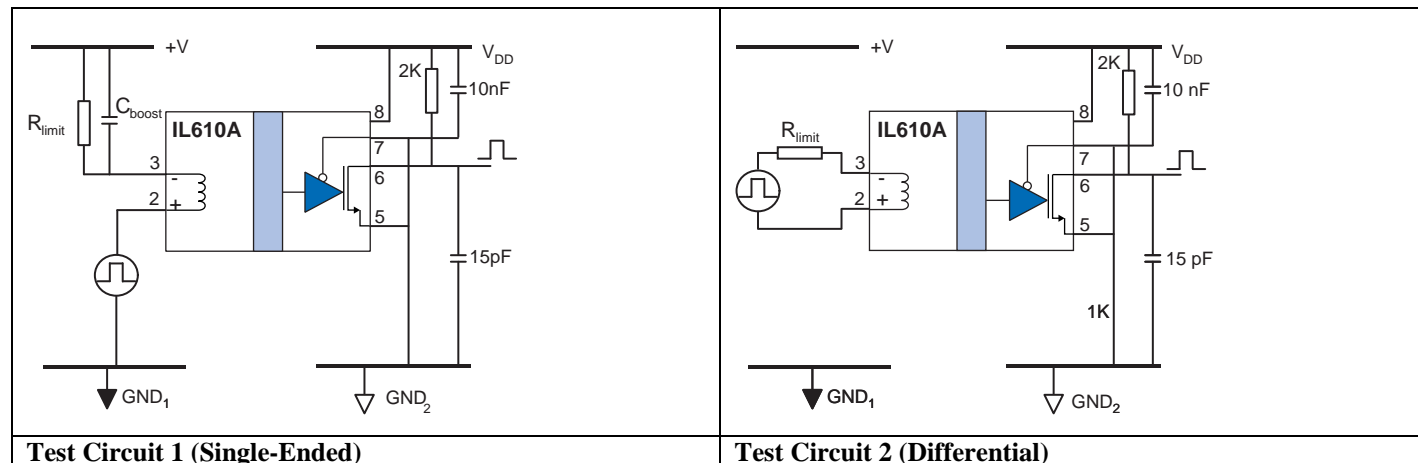 +V
V_DD
2K
10nF
8
R_limit
C_boost
IL610A
7
3
-
6
2
+
5
15pF
GND_1
GND_2
Test Circuit 1 (Single-Ended)
+V
V_DD
2K
10 nF
8
R_limit
IL610A
7
3
-
6
2
+
5
15 pF
1K
GND_1
GND_2
Test Circuit 2 (Differential)